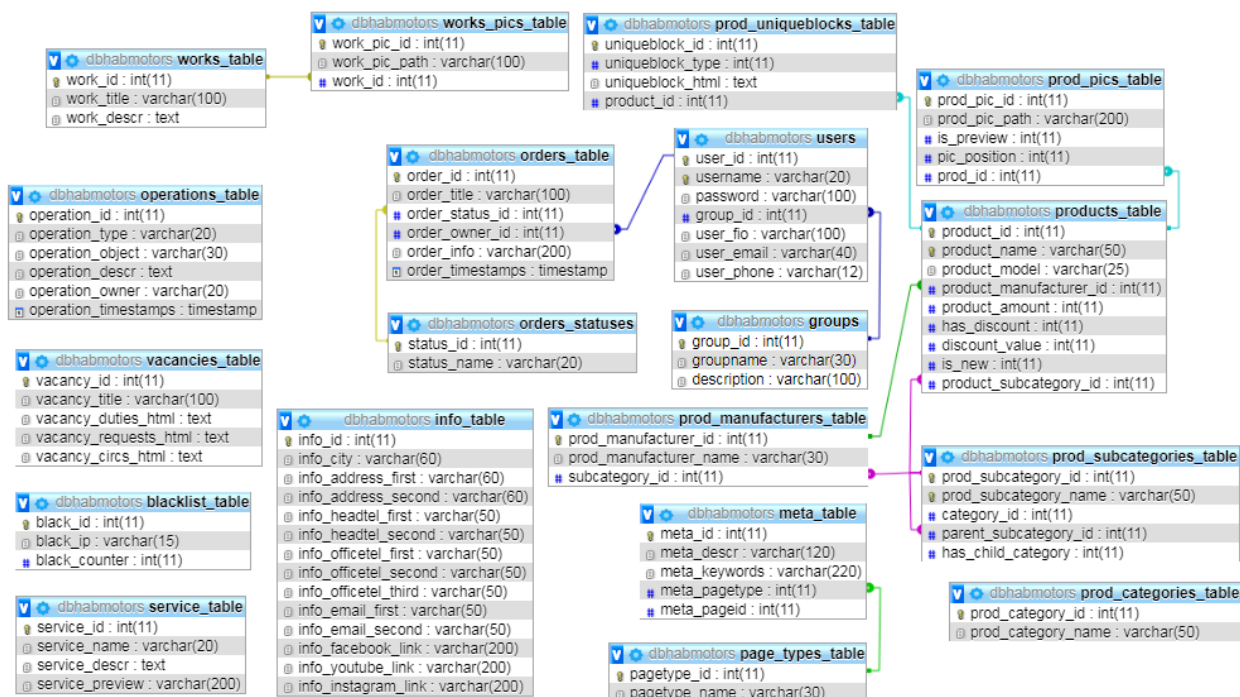 dbhabmotors works_table
work_id : int(11)
work_title : varchar(100)
work_descr : text
dbhabmotors works_pics_table
work_pic_id : int(11)
work_pic_path : varchar(100)
work_id : int(11)
dbhabmotors prod_uniqueblocks_table
uniqueblock_id : int(11)
uniqueblock_type : int(11)
uniqueblock_html : text
product_id : int(11)
dbhabmotors prod_pics_table
prod_pic_id : int(11)
prod_pic_path : varchar(200)
is_preview : int(11)
pic_position : int(11)
prod_id : int(11)
dbhabmotors operations_table
operation_id : int(11)
operation_type : varchar(20)
operation_object : varchar(30)
operation_descr : text
operation_owner : varchar(20)
operation_timestamps : timestamp
dbhabmotors orders_table
order_id : int(11)
order_title : varchar(100)
order_status_id : int(11)
order_owner_id : int(11)
order_info : varchar(200)
order_timestamps : timestamp
dbhabmotors users
user_id : int(11)
username : varchar(20)
password : varchar(100)
group_id : int(11)
user_fio : varchar(100)
user_email : varchar(40)
user_phone : varchar(12)
dbhabmotors products_table
product_id : int(11)
product_name : varchar(50)
product_model : varchar(25)
product_manufacturer_id : int(11)
product_amount : int(11)
has_discount : int(11)
discount_value : int(11)
is_new : int(11)
product_subcategory_id : int(11)
dbhabmotors orders_statuses
status_id : int(11)
status_name : varchar(20)
dbhabmotors groups
group_id : int(11)
groupname : varchar(30)
description : varchar(100)
dbhabmotors vacancies_table
vacancy_id : int(11)
vacancy_title : varchar(100)
vacancy_duties_html : text
vacancy_requests_html : text
vacancy_circs_html : text
dbhabmotors info_table
info_id : int(11)
info_city : varchar(60)
info_address_first : varchar(60)
info_address_second : varchar(60)
info_headtel_first : varchar(50)
info_headtel_second : varchar(50)
info_officetel_first : varchar(50)
info_officetel_second : varchar(50)
info_officetel_third : varchar(50)
info_email_first : varchar(50)
info_email_second : varchar(50)
info_facebook_link : varchar(200)
info_youtube_link : varchar(200)
info_instagram_link : varchar(200)
dbhabmotors prod_manufacturers_table
prod_manufacturer_id : int(11)
prod_manufacturer_name : varchar(30)
subcategory_id : int(11)
dbhabmotors prod_subcategories_table
prod_subcategory_id : int(11)
prod_subcategory_name : varchar(50)
category_id : int(11)
parent_subcategory_id : int(11)
has_child_category : int(11)
dbhabmotors blacklist_table
black_id : int(11)
black_ip : varchar(15)
black_counter : int(11)
dbhabmotors meta_table
meta_id : int(11)
meta_descr : varchar(120)
meta_keywords : varchar(220)
meta_pagetype : int(11)
meta_pageid : int(11)
dbhabmotors prod_categories_table
prod_category_id : int(11)
prod_category_name : varchar(50)
dbhabmotors service_table
service_id : int(11)
service_name : varchar(20)
service_descr : text
service_preview : varchar(200)
dbhabmotors page_types_table
pagetype_id : int(11)
pagetype_name : varchar(30)